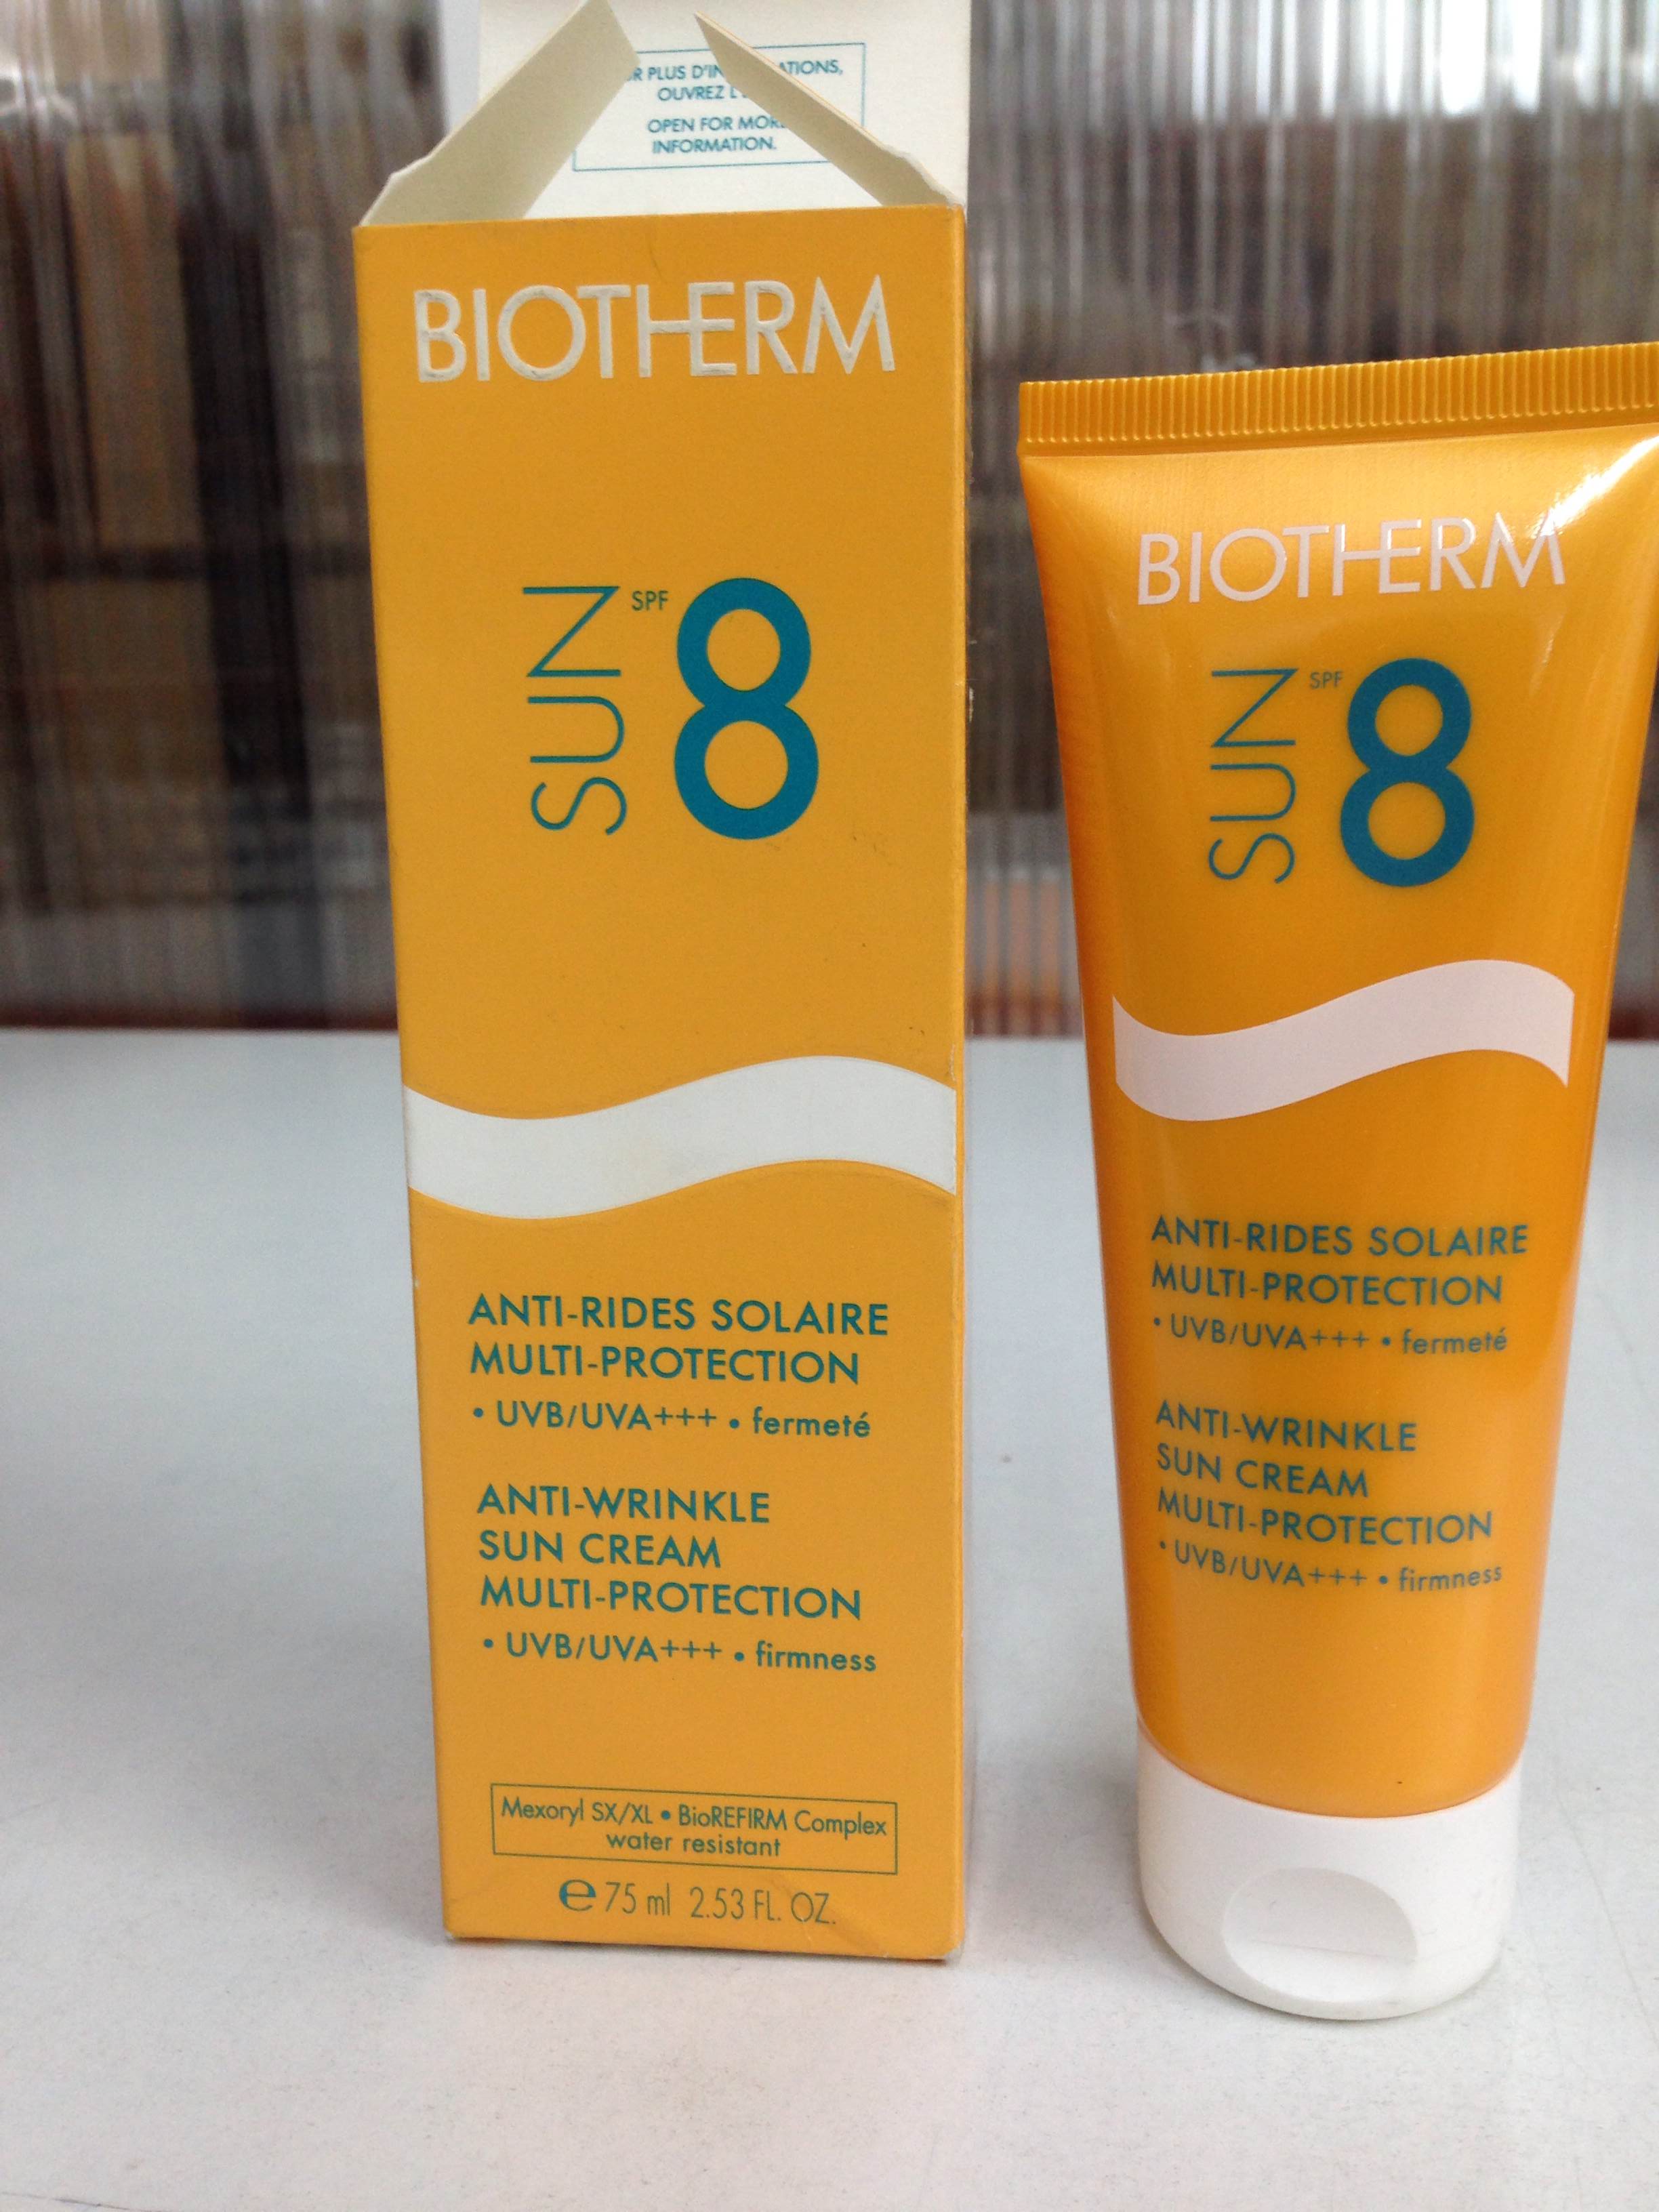 PLUS
OUVREZ
OPEN FOR
INFORMATION.
BIOTHERM
SUN SPF 8
ANTI-RIDES SOLAIRE
MULTI-PROTECTION
• UVB/UVA+++ • fermeté
ANTI-WRINKLE
SUN CREAM
MULTI-PROTECTION
• UVB/UVA+++ • firmness
Mexoryl SX/XL • BioREFIRM Complex
water resistant
e 75 ml 2.53 FL. OZ.
BIOTHERM
SUN SPF 8
ANTI-RIDES SOLAIRE
MULTI-PROTECTION
• UVB/UVA+++ • fermeté
ANTI-WRINKLE
SUN CREAM
MULTI-PROTECTION
• UVB/UVA+++ • firmness